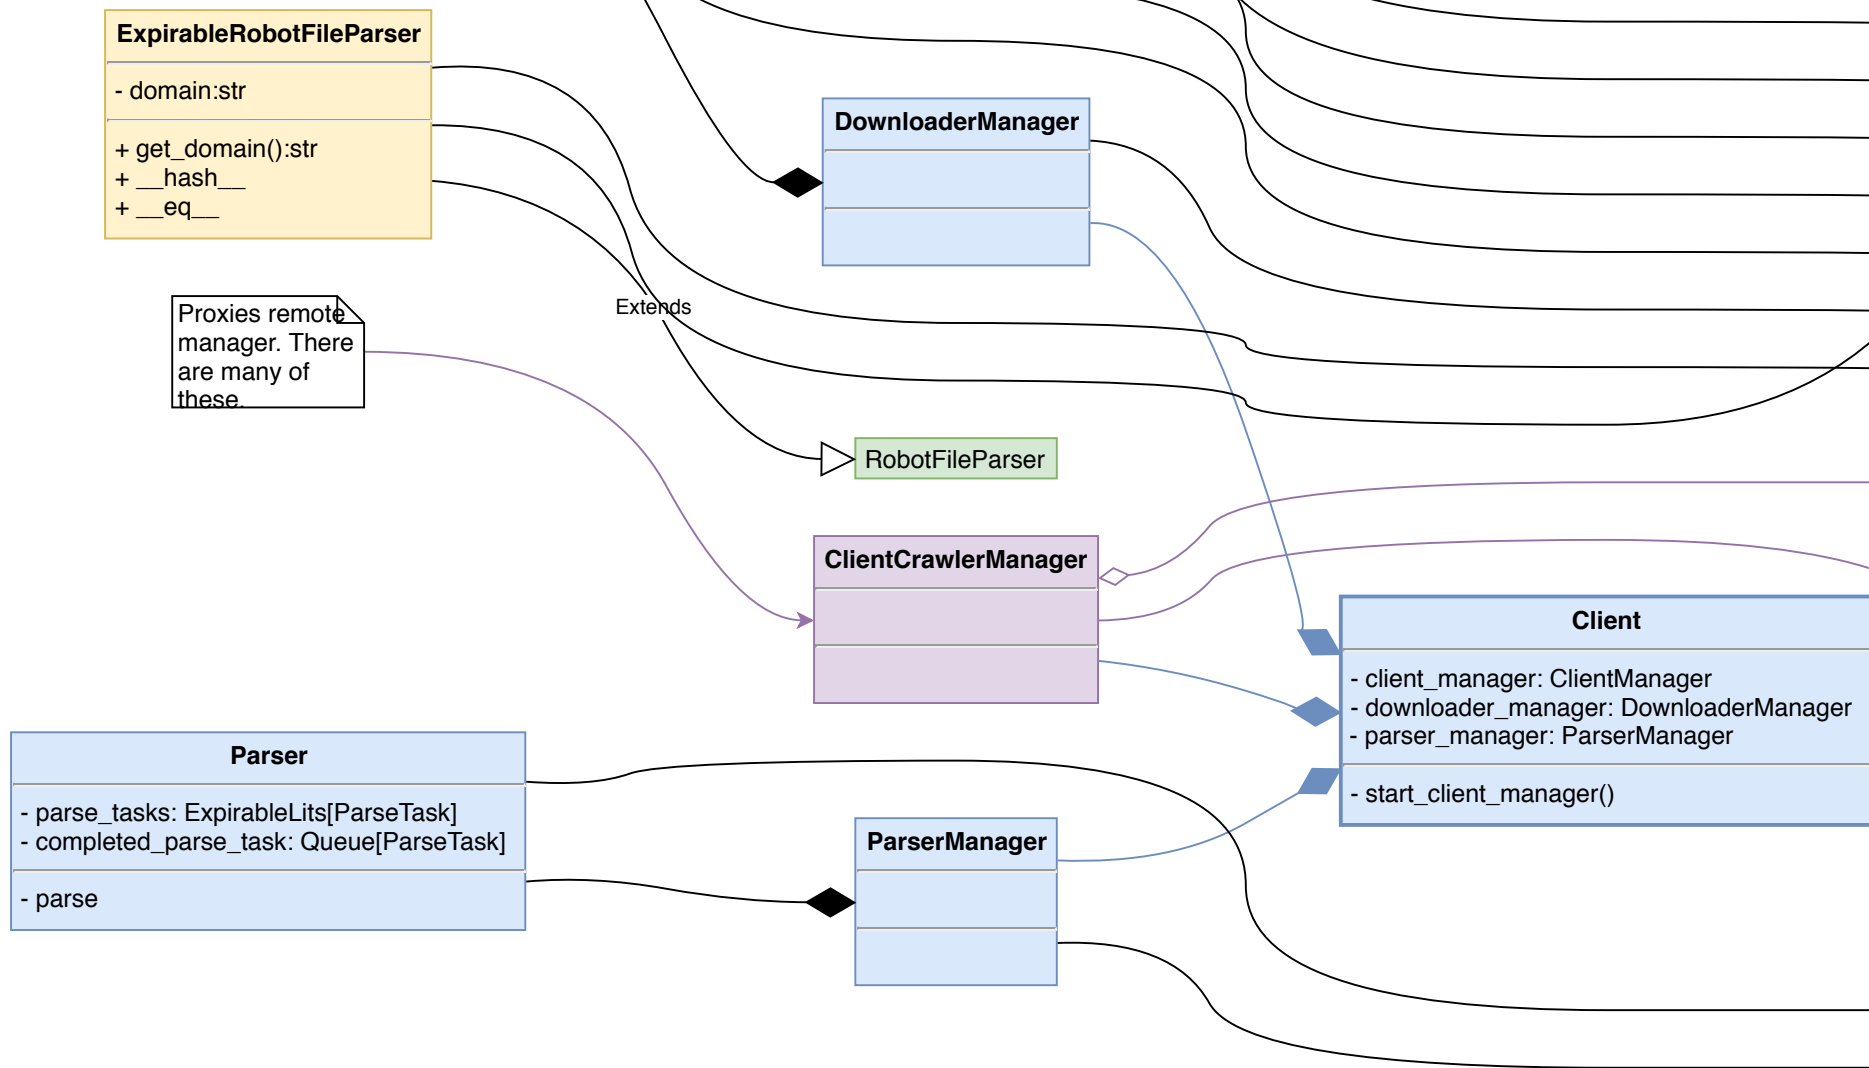 ExpirableRobotFileParser
- domain:str
+ get_domain():str
+ __hash__
+ __eq__
DownloaderManager
Extends
Proxies remote
manager. There
are many of
these.
RobotFileParser
ClientCrawlerManager
Client
- client_manager: ClientManager
- downloader_manager: DownloaderManager
- parser_manager: ParserManager
- start_client_manager()
Parser
- parse_tasks: ExpirableLits[ParseTask]
- completed_parse_task: Queue[ParseTask]
- parse
ParserManager